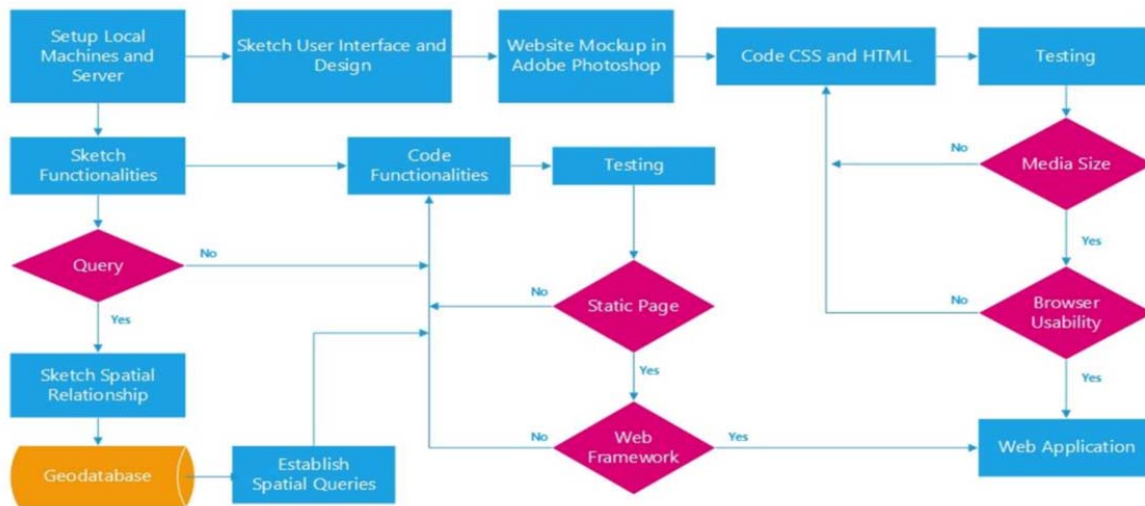 Setup Local
Machines and
Server
Sketch User Interface and
Design
Website Mockup in
Adobe Photoshop
Code CSS and HTML
Testing
Sketch
Functionalities
Code
Functionalities
Testing
No
Media Size
Yes
Query
No
Yes
No
Static Page
Yes
No
Browser
Usability
Yes
Sketch Spatial
Relationship
Geodatabase
Establish
Spatial Queries
No
Web
Framework
Yes
Web Application